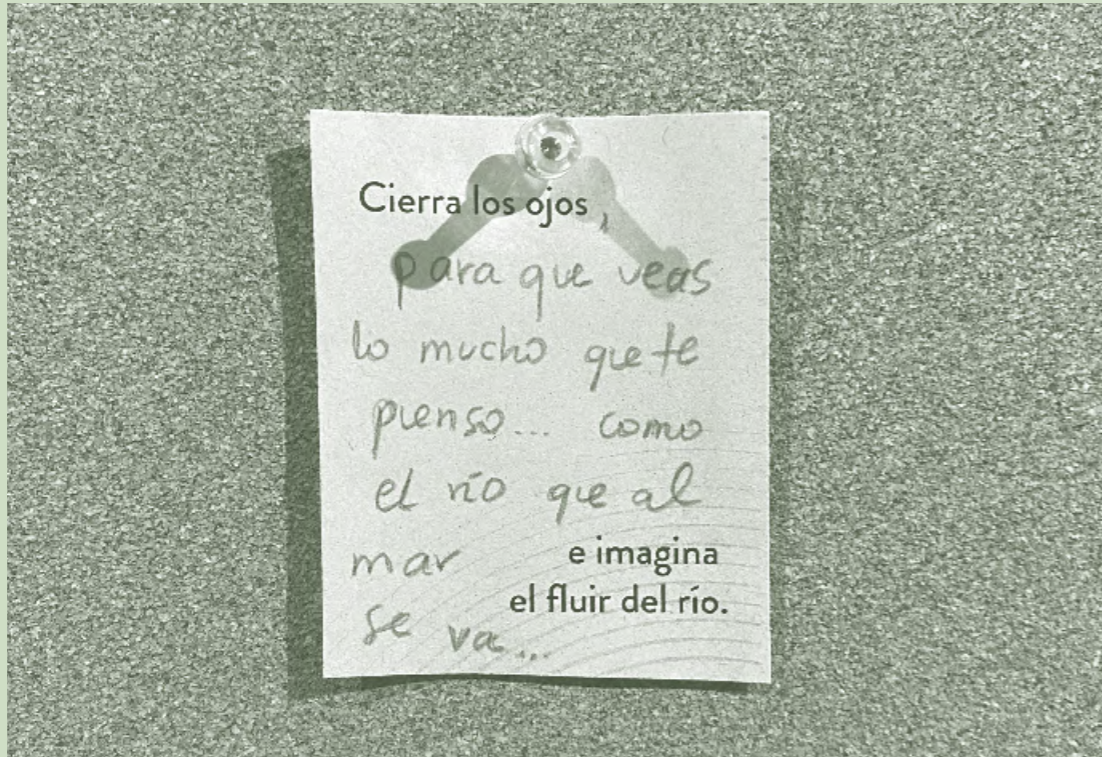 Cierra los ojos,
para que veas
lo mucho que te
pienso... como
el río que al
mar
e imagina
el fluir del río.
se va...